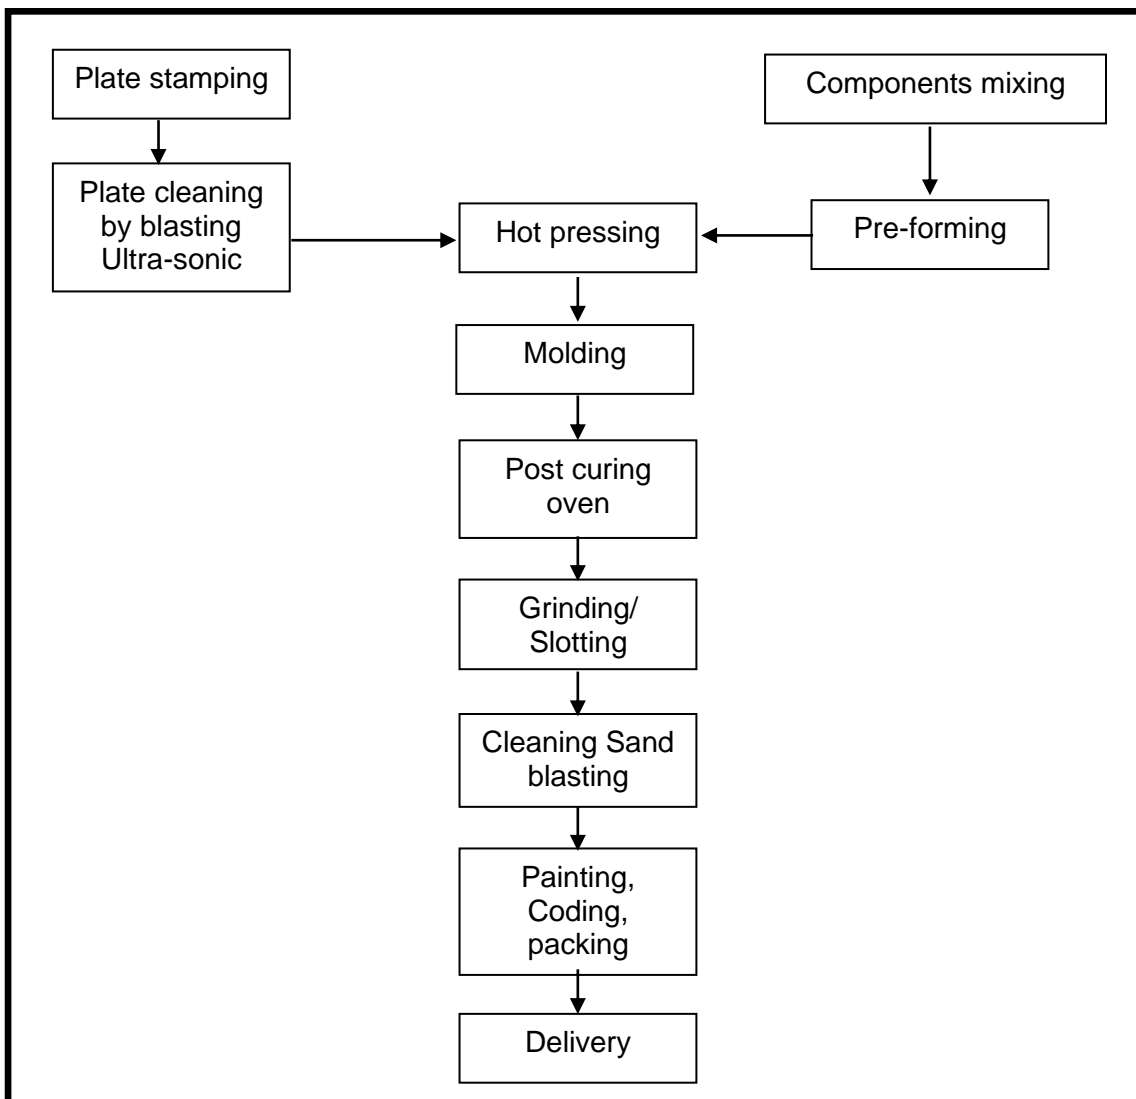 Plate stamping
Components mixing
Plate cleaning
by blasting
Ultra-sonic
Hot pressing
Pre-forming
Molding
Post curing
oven
Grinding/
Slotting
Cleaning Sand
blasting
Painting,
Coding,
packing
Delivery